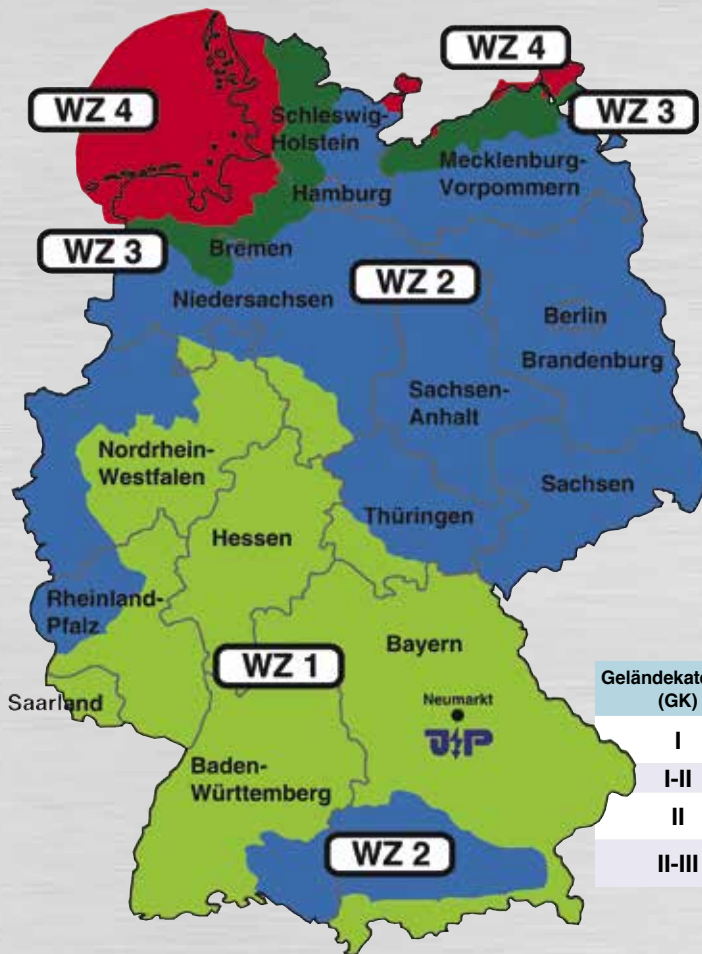 WZ 4
WZ 4
Schleswig-
Holstein
WZ 3
Mecklenburg-
Vorpommern
Hamburg
WZ 3
Bremen
WZ 2
Niedersachsen
Berlin
Brandenburg
Sachsen-
Anhalt
Nordrhein-
Westfalen
Sachsen
Thüringen
Hessen
Rheinland-
Pfalz
Bayern
WZ 1
Saarland
Neumarkt
J P
Baden-
Württemberg
WZ 2
Geländekate
(GK)
I
I-II
II
II-III